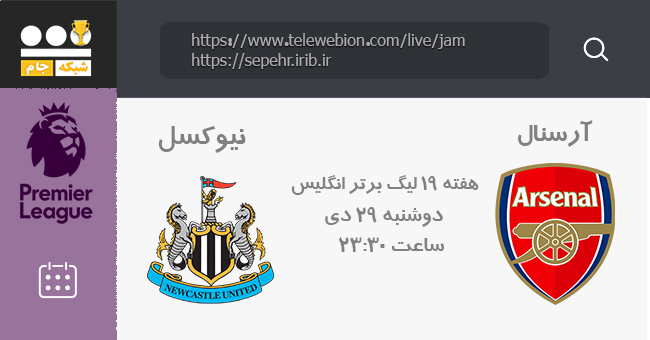 https://www.telewebion.com/live/jam
https://sepehr.irib.ir
شبکه جام
Premier
League
آرسنال
نیوکسل
هفته ۱۹ لیگ برتر انگلیس
دوشنبه ۲۹ دی
ساعت ۲۳:۳۰
Arsenal
NEWCASTLE UNITED